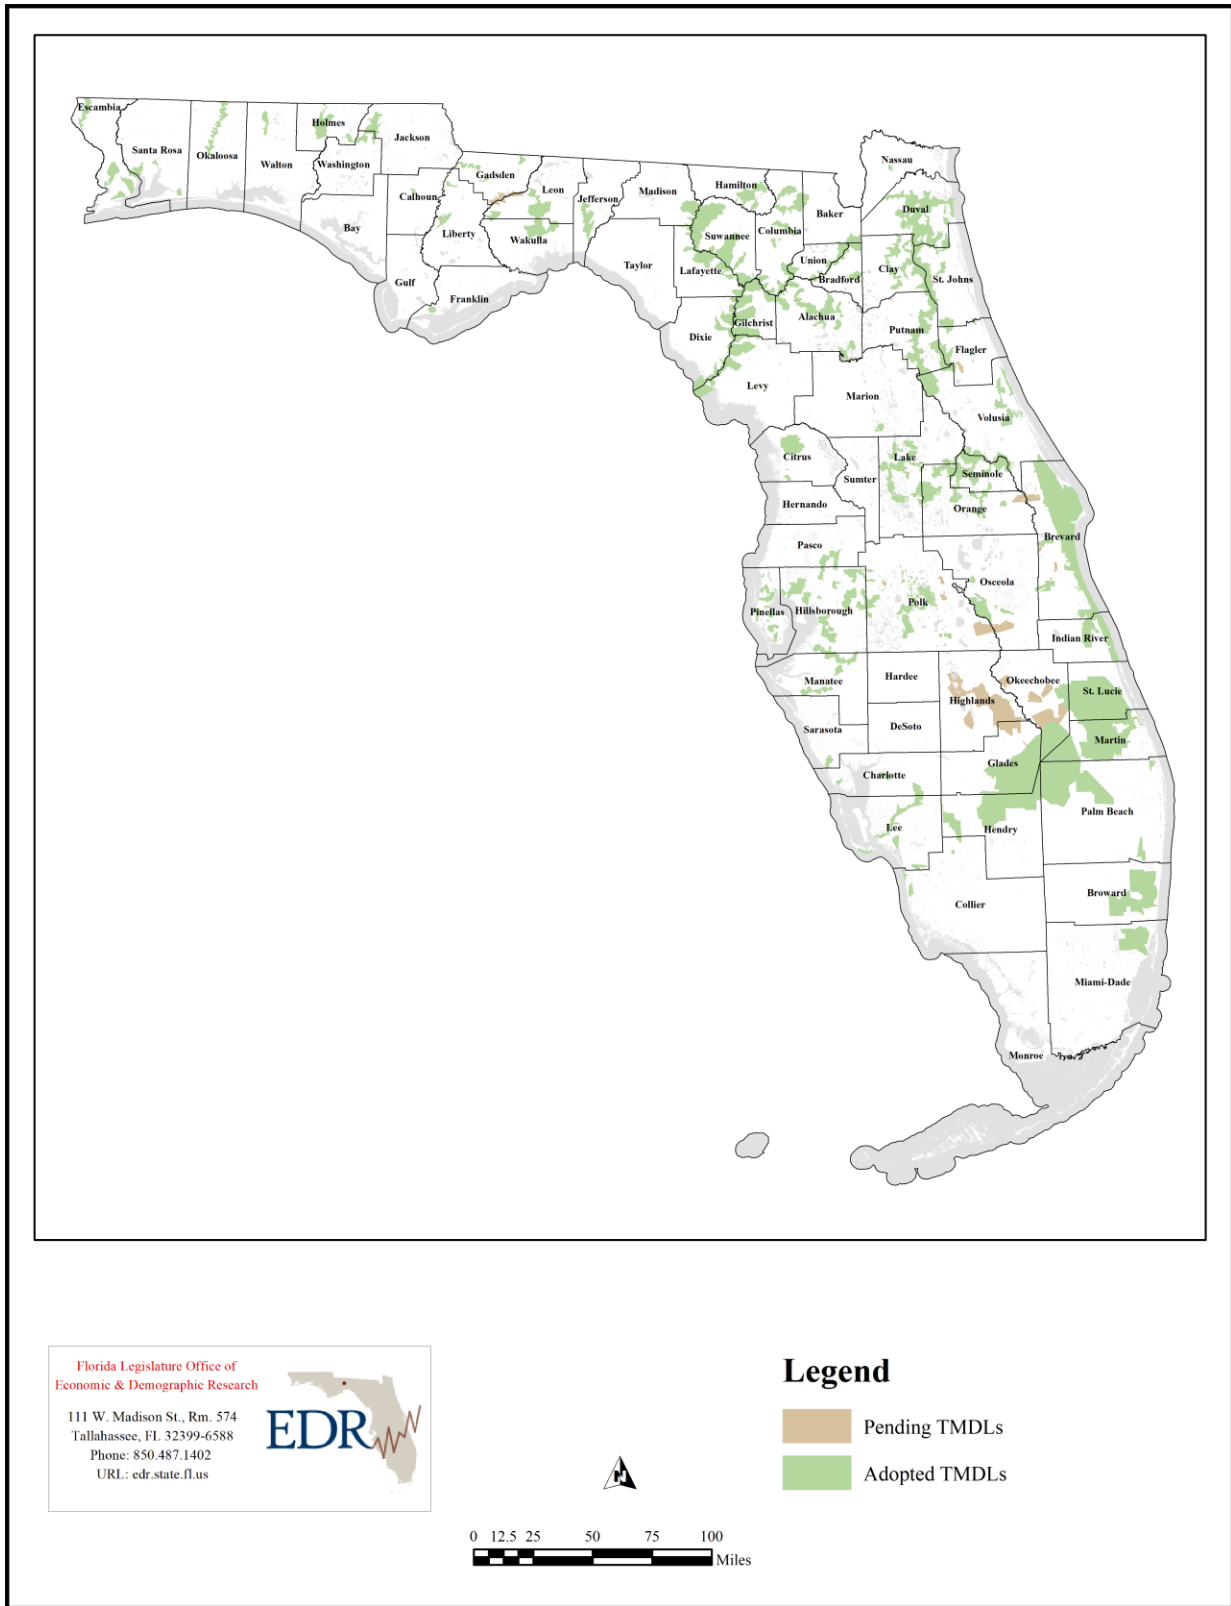 Escambia
Santa Rosa
Okaloosa
Walton
Holmes
Washington
Jackson
Bay
Calhoun
Gulf
Gadsden
Liberty
Franklin
Leon
Wakulla
Jefferson
Madison
Taylor
Hamilton
Suwannee
Lafayette
Dixie
Columbia
Gilchrist
Levy
Baker
Union
Bradford
Alachua
Nassau
Duval
Clay
St. Johns
Putnam
Flagler
Marion
Volusia
Citrus
Sumter
Lake
Seminole
Hernando
Orange
Pasco
Brevard
Pinellas
Hillsborough
Polk
Osceola
Indian River
Manatee
Hardee
Highlands
Okeechobee
St. Lucie
Sarasota
DeSoto
Martin
Charlotte
Glades
Lee
Hendry
Palm Beach
Collier
Broward
Miami-Dade
Monroe
Florida Legislature Office of
Economic & Demographic Research
111 W. Madison St., Rm. 574
Tallahassee, FL 32399-6588
Phone: 850.487.1402
URL: edr.state.fl.us
EDR
N
Legend
Pending TMDLs
Adopted TMDLs
0 12.5 25 50 75 100
Miles